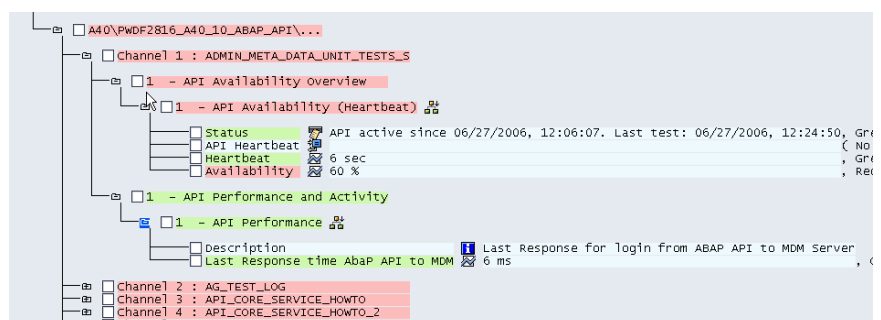 A40\PWDF2816_A40_10_ABAP_API\...
Channel 1 : ADMIN_META_DATA_UNIT_TESTS_S
1 - API Availability Overview
1 - API Availability (Heartbeat)
Status API active since 06/27/2006, 12:06:07. Last test: 06/27/2006, 12:24:50, Gre
API Heartbeat ( No
Heartbeat 6 sec , Gre
Availability 60 % , Red
1 - API Performance and Activity
1 - API Performance
Description Last Response for login from ABAP API to MDM Server
Last Response time AbaP API to MDM 6 ms ,
Channel 2 : AG_TEST_LOG
Channel 3 : API_CORE_SERVICE_HOWTO
Channel 4 : API_CORE_SERVICE_HOWTO_2